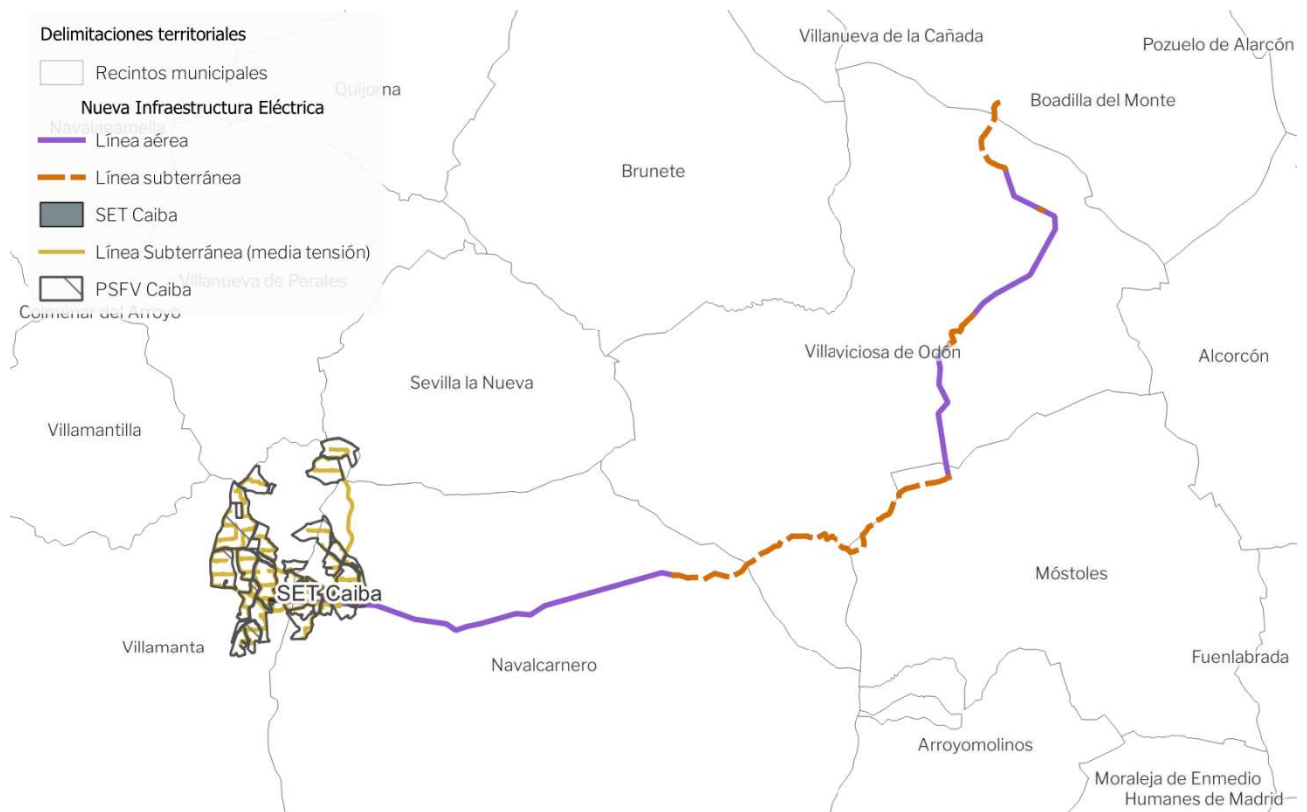 Delimitaciones territoriales
Recintos municipales
Nueva Infraestructura Eléctrica
Línea aérea
Línea subterránea
SET Caiba
Línea Subterránea (media tensión)
PSFV Caiba
Quijorna
Navalagamella
Villanueva de Perales
Colmenar del Arroyo
Villanueva de la Cañada
Pozuelo de Alarcón
Boadilla del Monte
Brunete
Villaviciosa de Odón
Alcorcón
Sevilla la Nueva
Villamantilla
SET Caiba
Móstoles
Villamanta
Navalcarnero
Fuenlabrada
Arroyomolinos
Moraleja de Enmedio
Humanes de Madrid